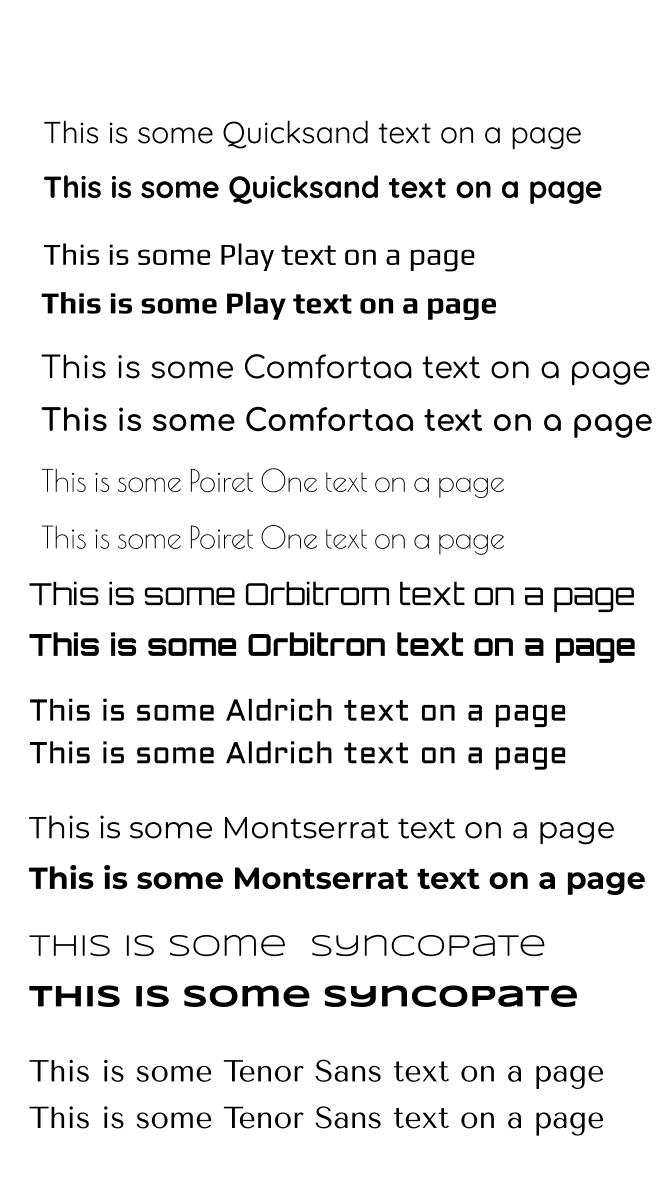 This is some Quicksand text on a page
This is some Quicksand text on a page
This is some Play text on a page
This is some Play text on a page
This is some Comfortaa text on a page
This is some Comfortaa text on a page
This is some Poiret One text on a page
This is some Poiret One text on a page
This is some Orbitrom text on a page
This is some Orbitron text on a page
This is some Aldrich text on a page
This is some Aldrich text on a page
This is some Montserrat text on a page
This is some Montserrat text on a page
THIS IS some syncopate
THIS IS some syncopate
This is some Tenor Sans text on a page
This is some Tenor Sans text on a page